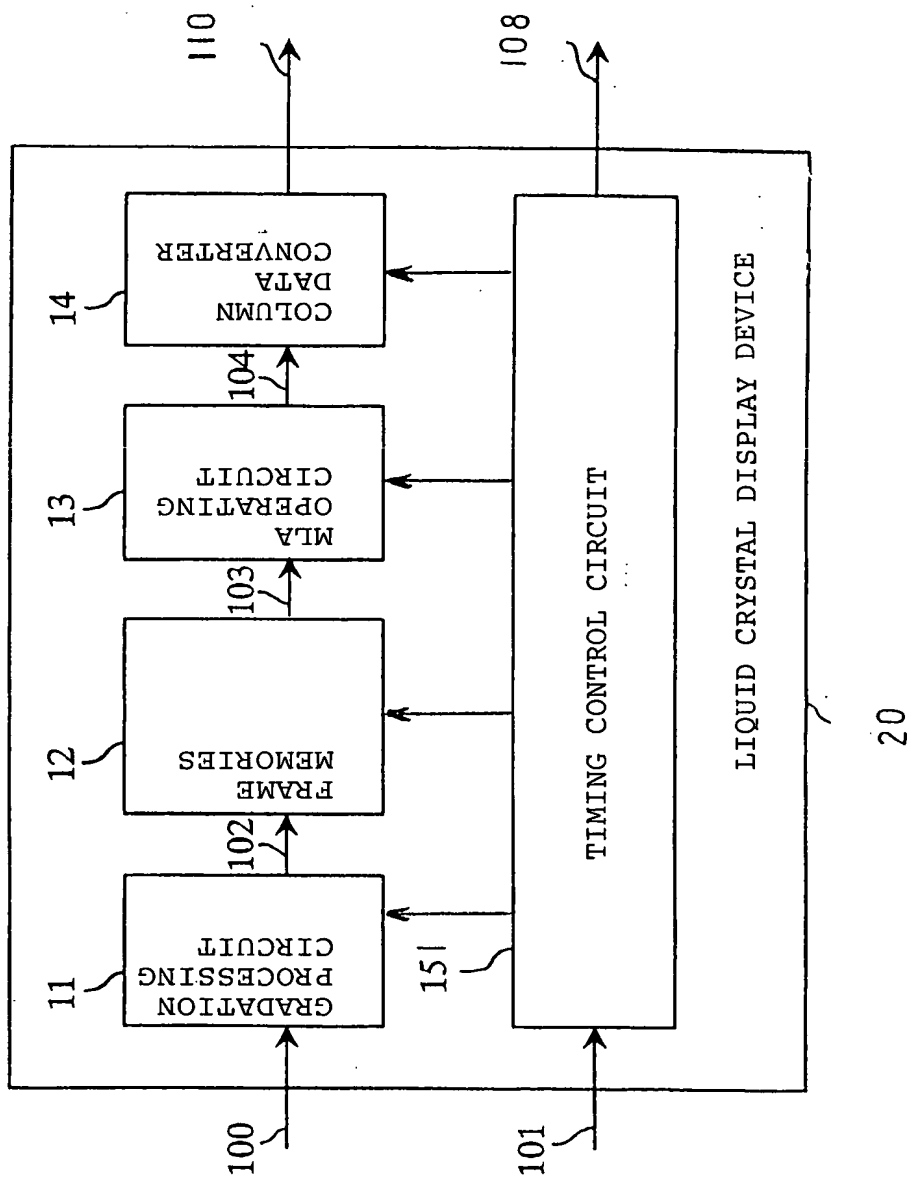 110
108
14
COLUMN
DATA
CONVERTER
104
13
MLA
OPERATING
CIRCUIT
103
12
FRAME
MEMORIES
102
11
GRADATION
PROCESSING
CIRCUIT
100
TIMING CONTROL CIRCUIT
151
101
LIQUID CRYSTAL DISPLAY DEVICE
20